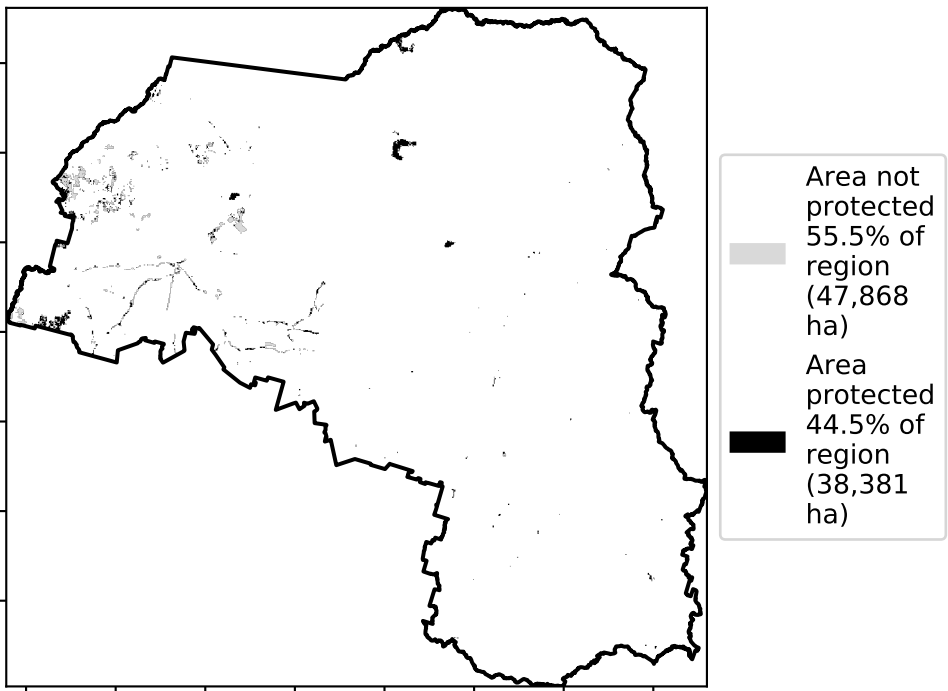 Area not
protected
55.5% of
region
(47,868
ha)
Area
protected
44.5% of
region
(38,381
ha)